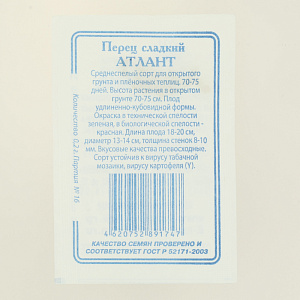 Перец сладкий
АТЛАНТ
Среднеспелый сорт для открытого
грунта и плёночных теплиц. 70-75
дней. Высота растения в открытом
грунте 70-75 см. Плод
удлиненно-кубовидной формы.
Окраска в технической спелости
зеленая, в биологической спелости -
красная. Длина плода 18-20 см,
диаметр 13-14 см, толщина стенок 8-10
мм. Вкусовые качества превосходные.
Сорт устойчив к вирусу табачной
мозаики, вирусу картофеля (Y).
4 620752 891747
КАЧЕСТВО СЕМЯН ПРОВЕРЕНО И
СООТВЕТСТВУЕТ ГОСТ Р 52171-2003
Количество 0,2 г. Партия № 16